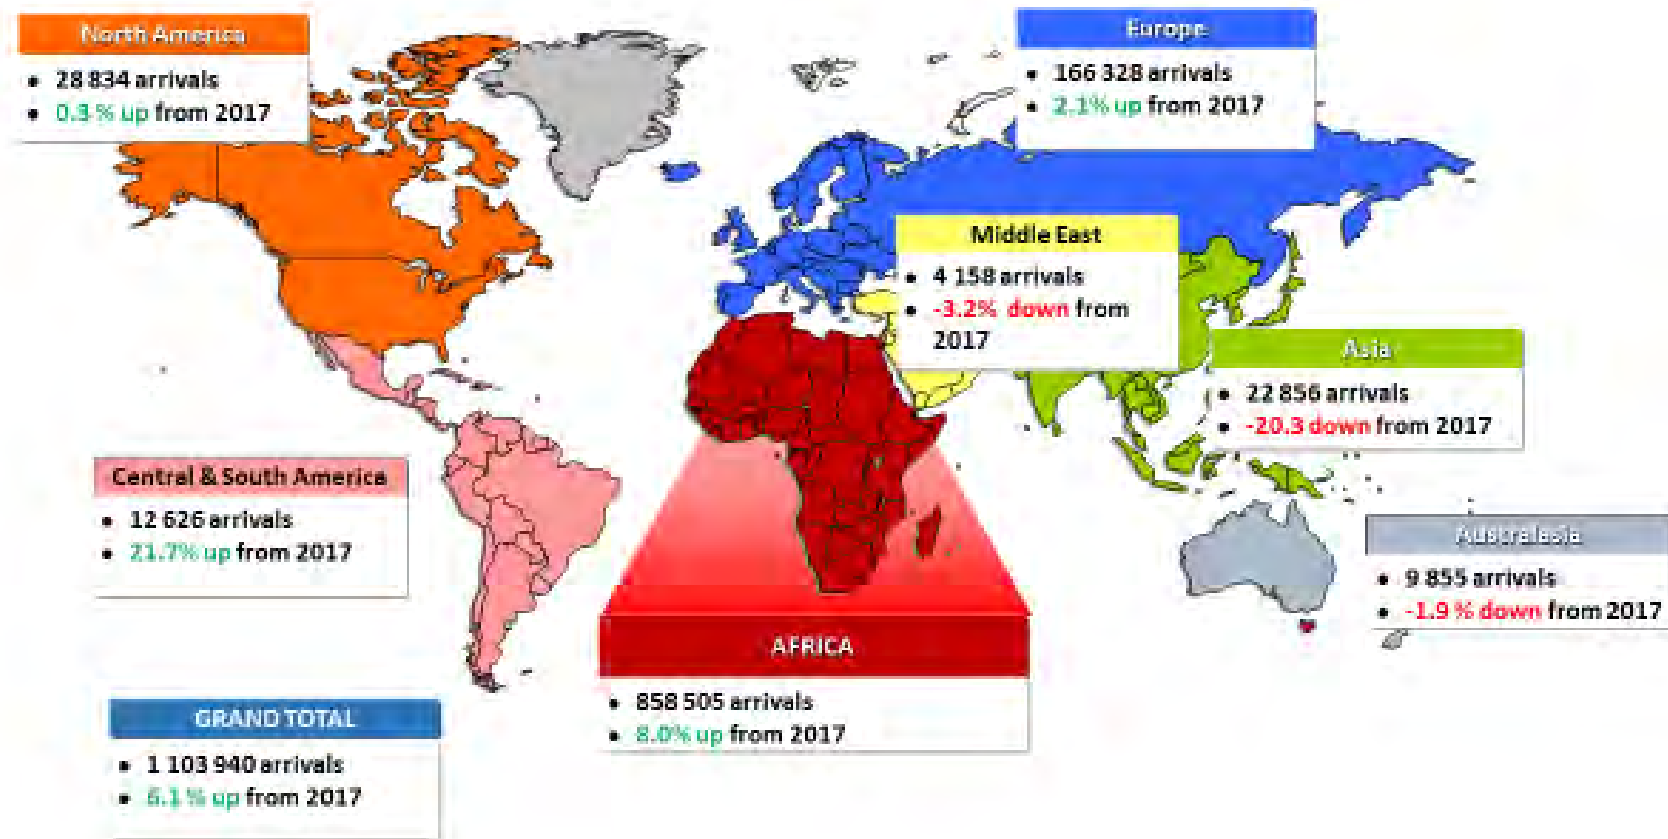 North America
• 28 834 arrivals
• 0.3 % up from 2017
Europe
• 166 328 arrivals
• 2.1% up from 2017
Middle East
• 4 158 arrivals
• -3.2% down from
2017
Asia
• 22 856 arrivals
• -20.3 down from 2017
Central & South America
• 12 626 arrivals
• 21.7% up from 2017
Australasia
• 9 855 arrivals
• -1.9 % down from 2017
AFRICA
• 858 505 arrivals
• 8.0% up from 2017
GRAND TOTAL
• 1 103 940 arrivals
• 6.1 % up from 2017